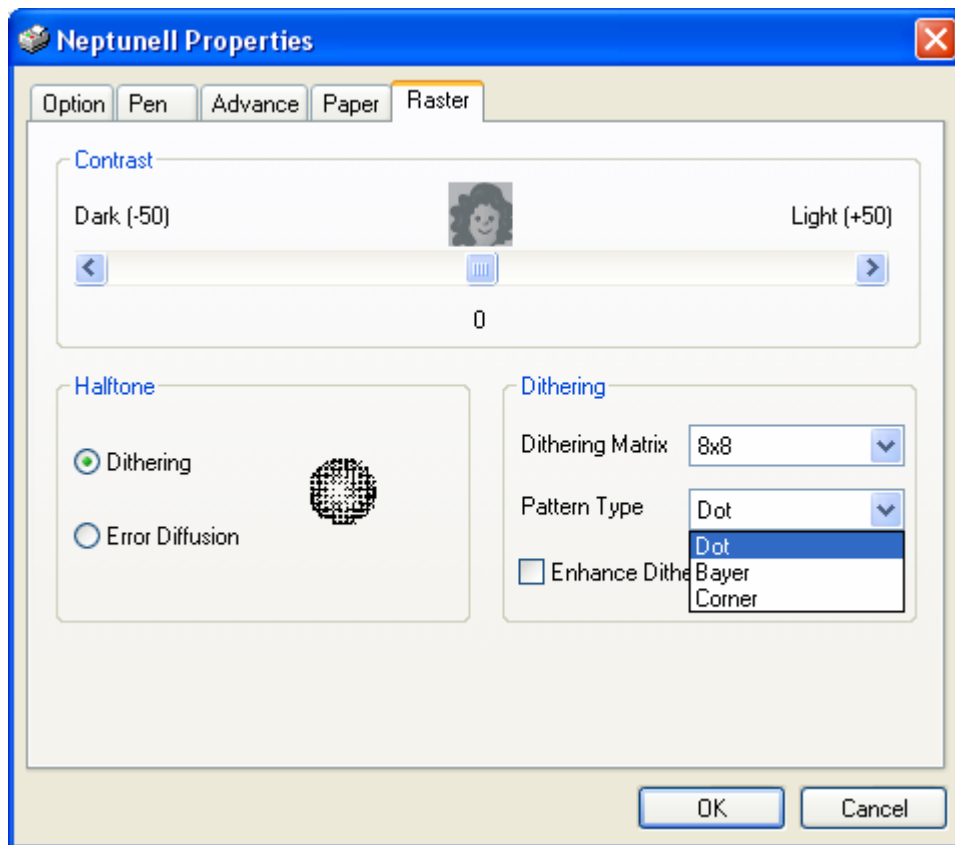 NeptuneII Properties
Option Pen Advance Paper Raster
Contrast
Dark (-50) Light (+50)
0
Halftone
Dithering
Error Diffusion
Dithering
Dithering Matrix 8x8
Pattern Type Dot
Dot
Enhance Dithe Bayer
Corner
OK Cancel